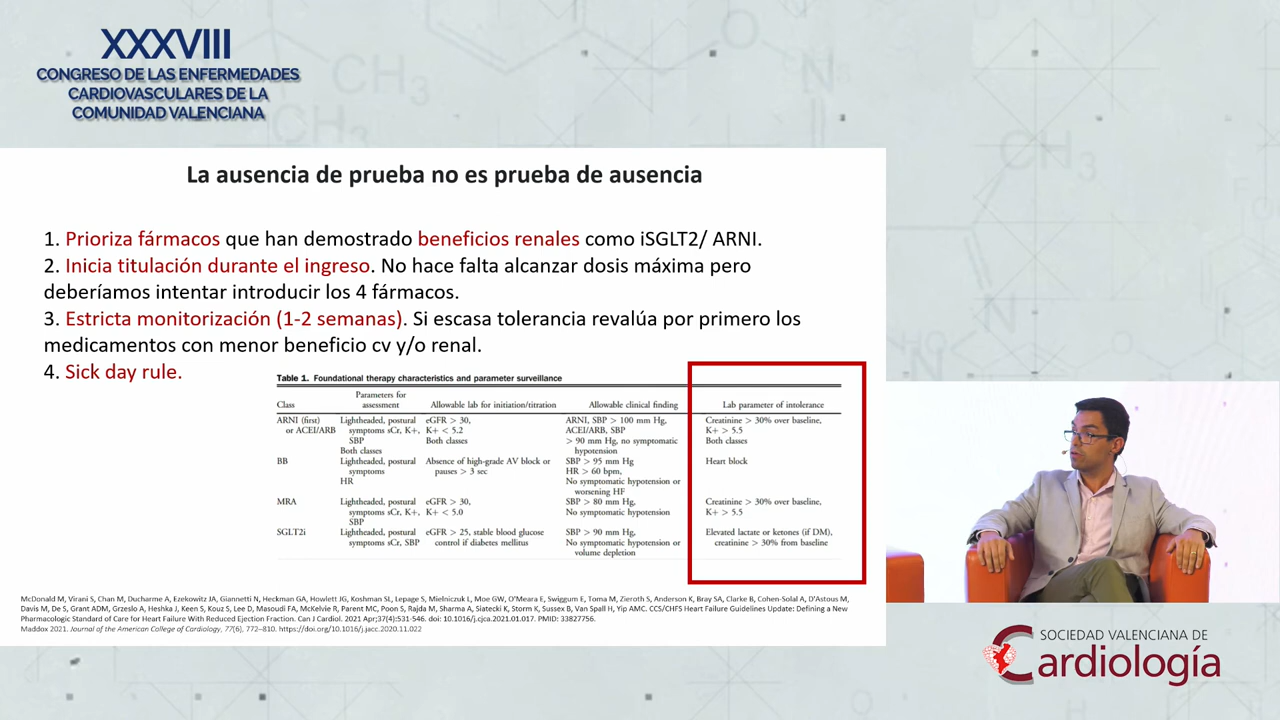 XXXVIII
CONGRESO DE LAS ENFERMEDADES
CARDIOVASCULARES DE LA
COMUNIDAD VALENCIANA
La ausencia de prueba no es prueba de ausencia
1. Prioriza fármacos que han demostrado beneficios renales como iSGLT2/ ARNI.
2. Inicia titulación durante el ingreso. No hace falta alcanzar dosis máxima pero
deberíamos intentar introducir los 4 fármacos.
3. Estricta monitorización (1-2 semanas). Si escasa tolerancia revalúa por primero los
medicamentos con menor beneficio cv y/o renal.
4. Sick day rule.
Table 1. Foundational therapy characteristics and parameter surveillance
Class
Parameters for
assessment
Allowable lab for initiation/titration
Allowable clinical finding
Lab parameter of intolerance
ARNI (first)
or ACEI/ARB
Lightheaded, postural
symptoms sCr, K+,
SBP
Both classes
eGFR > 30,
K+ < 5.2
Both classes
ARNI, SBP > 100 mm Hg,
ACEI/ARB, SBP
> 90 mm Hg, no symptomatic
hypotension
Creatinine > 30% over baseline,
K+ > 5.5
Both classes
BB
Lightheaded, postural
symptoms
HR
Absence of high-grade AV block or
pauses > 3 sec
SBP > 95 mm Hg
HR > 60 bpm,
No symptomatic hypotension or
worsening HF
Heart block
MRA
Lightheaded, postural
symptoms sCr, K+,
SBP
eGFR > 30,
K+ < 5.0
SBP > 80 mm Hg,
No symptomatic hypotension
Creatinine > 30% over baseline,
K+ > 5.5
SGLT2i
Lightheaded, postural
symptoms sCr, SBP
eGFR > 25, stable blood glucose
control if diabetes mellitus
SBP > 90 mm Hg,
No symptomatic hypotension or
volume depletion
Elevated lactate or ketones (if DM),
creatinine > 30% from baseline
McDonald M, Virani S, Chan M, Ducharme A, Ezekowitz JA, Giannetti N, Heckman GA, Howlett JG, Koshman SL, Lepage S, Mielniczuk L, Moe GW, O'Meara E, Swiggum E, Toma M, Zieroth S, Anderson K, Bray SA, Clarke B, Cohen-Solal A, D'Astous M,
Davis M, De S, Grant ADM, Grzeslo A, Heshka J, Keen S, Kouz S, Lee D, Masoudi FA, McKelvie R, Parent MC, Poon S, Rajda M, Sharma A, Siatecki K, Storm K, Sussex B, Van Spall H, Yip AMC. CCS/CHFS Heart Failure Guidelines Update: Defining a New
Pharmacologic Standard of Care for Heart Failure With Reduced Ejection Fraction. Can J Cardiol. 2021 Apr;37(4):531-546. doi: 10.1016/j.cjca.2021.01.017. PMID: 33827756.
Maddox 2021. Journal of the American College of Cardiology, 77(6), 772–810. https://doi.org/10.1016/j.jacc.2020.11.022
SOCIEDAD VALENCIANA DE
Cardiología